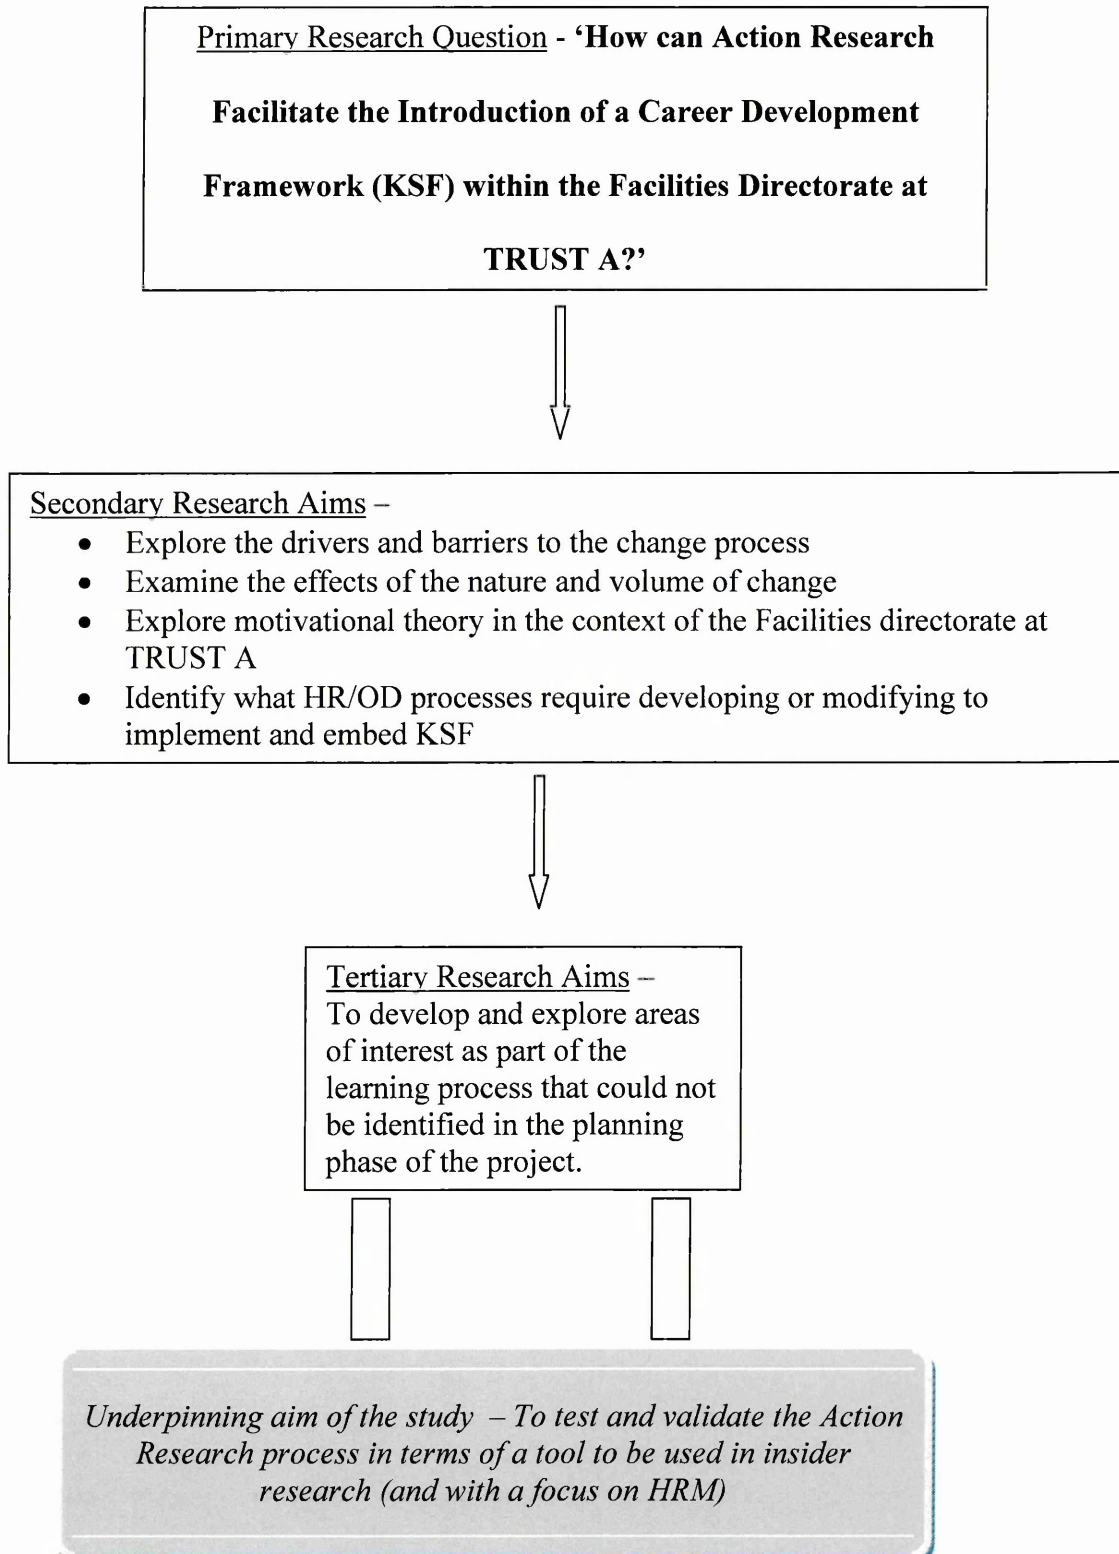 Primary Research Question - ‘How can Action Research
Facilitate the Introduction of a Career Development
Framework (KSF) within the Facilities Directorate at
TRUST A?’
Secondary Research Aims –
• Explore the drivers and barriers to the change process
• Examine the effects of the nature and volume of change
• Explore motivational theory in the context of the Facilities directorate at
TRUST A
• Identify what HR/OD processes require developing or modifying to
implement and embed KSF
Tertiary Research Aims –
To develop and explore areas
of interest as part of the
learning process that could not
be identified in the planning
phase of the project.
Underpinning aim of the study – To test and validate the Action
Research process in terms of a tool to be used in insider
research (and with a focus on HRM)